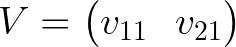 V = (v11 v21)